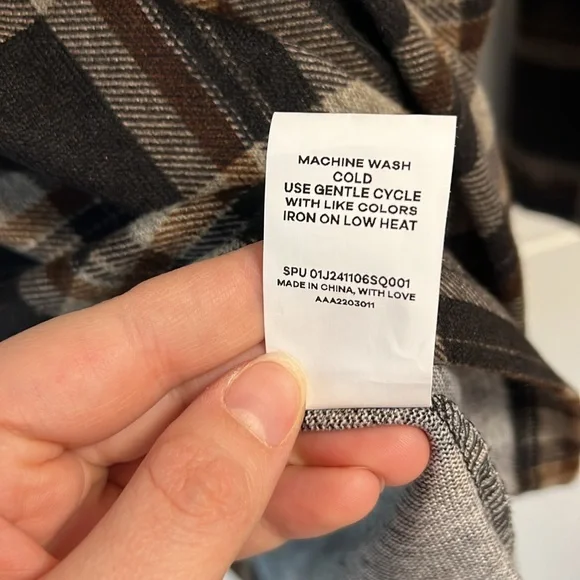 MACHINE WASH
COLD
USE GENTLE CYCLE
WITH LIKE COLORS
IRON ON LOW HEAT
SPU 01J241106SQ001
MADE IN CHINA, WITH LOVE
AAA2203011